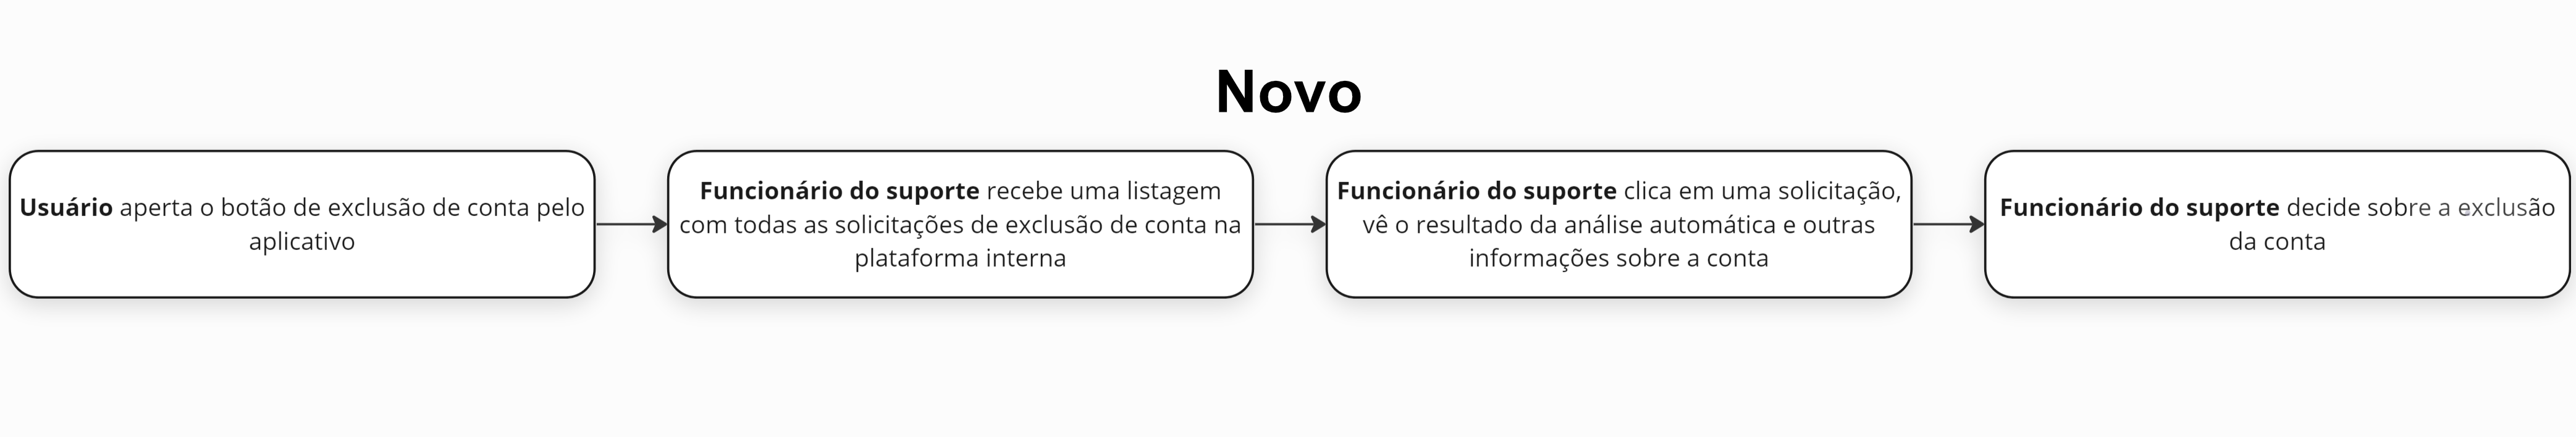 Novo
Usuário aperta o botão de exclusão de conta pelo
aplicativo
Funcionário do suporte recebe uma listagem
com todas as solicitações de exclusão de conta na
plataforma interna
Funcionário do suporte clica em uma solicitação,
vê o resultado da análise automática e outras
informações sobre a conta
Funcionário do suporte decide sobre a exclusão
da conta